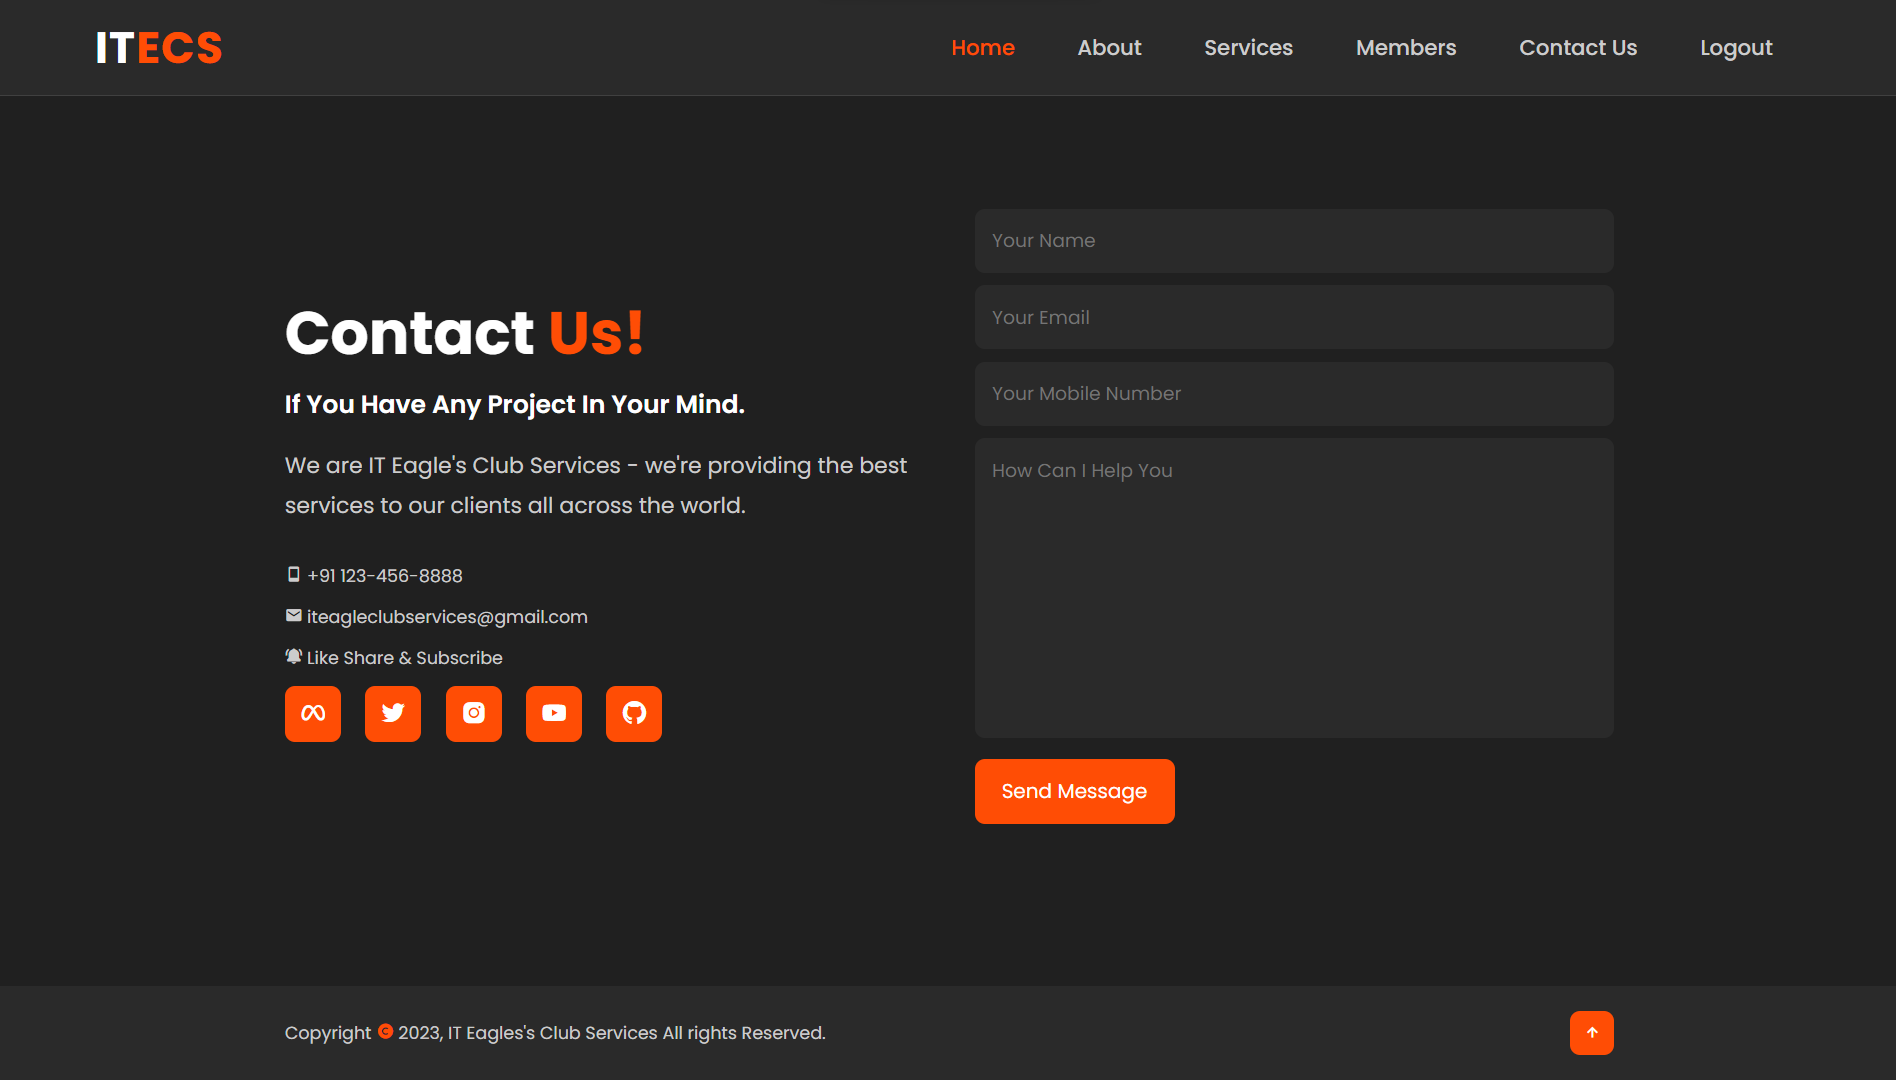 ITECS
Home About Services Members Contact Us Logout
Contact Us!
If You Have Any Project In Your Mind.
We are IT Eagle's Club Services - we're providing the best
services to our clients all across the world.
+91 123-456-8888
iteagleclubservices@gmail.com
Like Share & Subscribe
Your Name
Your Email
Your Mobile Number
How Can I Help You
Send Message
Copyright © 2023, IT Eagles's Club Services All rights Reserved.